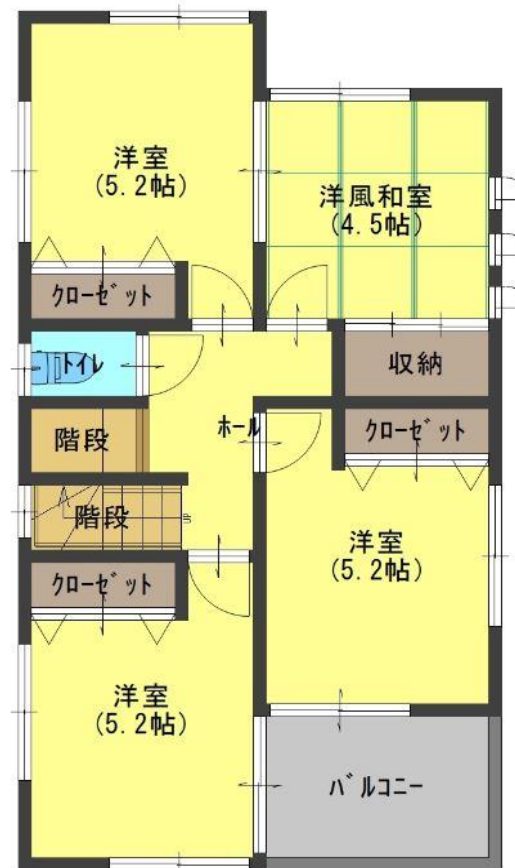 洋室
(5.2帖)
洋風和室
(4.5帖)
クローゼット
トイレ
収納
階段
ホール
クローゼット
階段
洋室
(5.2帖)
クローゼット
洋室
(5.2帖)
バルコニー